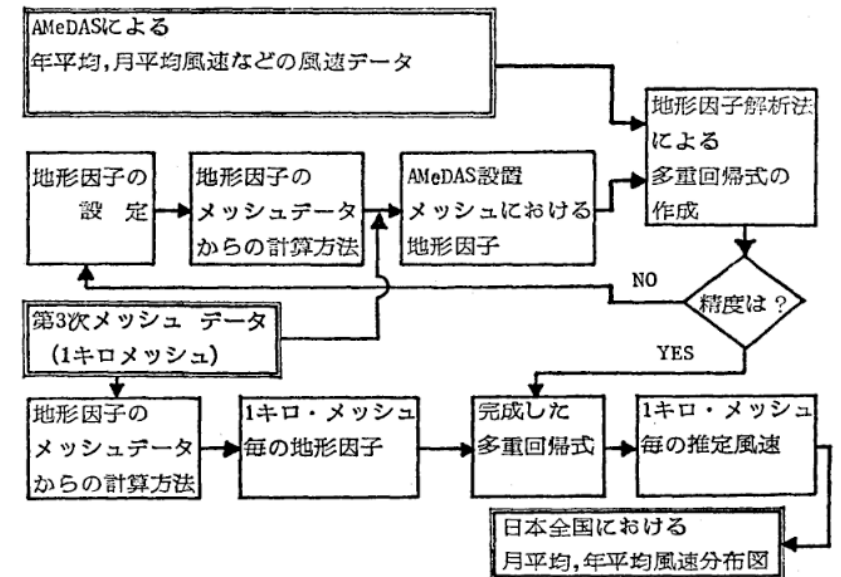 AMeDASによる
年平均,月平均風速などの風速データ
地形因子解析法
による
多重回帰式の
作成
地形因子の
設 定
地形因子の
メッシュデータ
からの計算方法
AMeDAS設置
メッシュにおける
地形因子
NO
精度は?
第3次メッシュ データ
(1キロメッシュ)
YES
地形因子の
メッシュデータ
からの計算方法
1キロ・メッシュ
毎の地形因子
完成した
多重回帰式
1キロ・メッシュ
毎の推定風速
日本全国における
月平均,年平均風速分布図